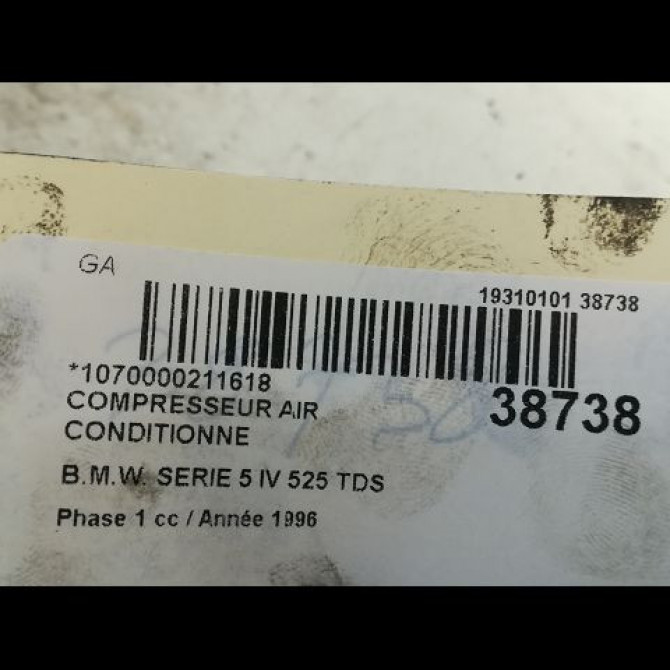 GA
19310101 38738
*1070000211618
38738
COMPRESSEUR AIR
CONDITIONNE
B.M.W. SERIE 5 IV 525 TDS
Phase 1 cc / Année 1996